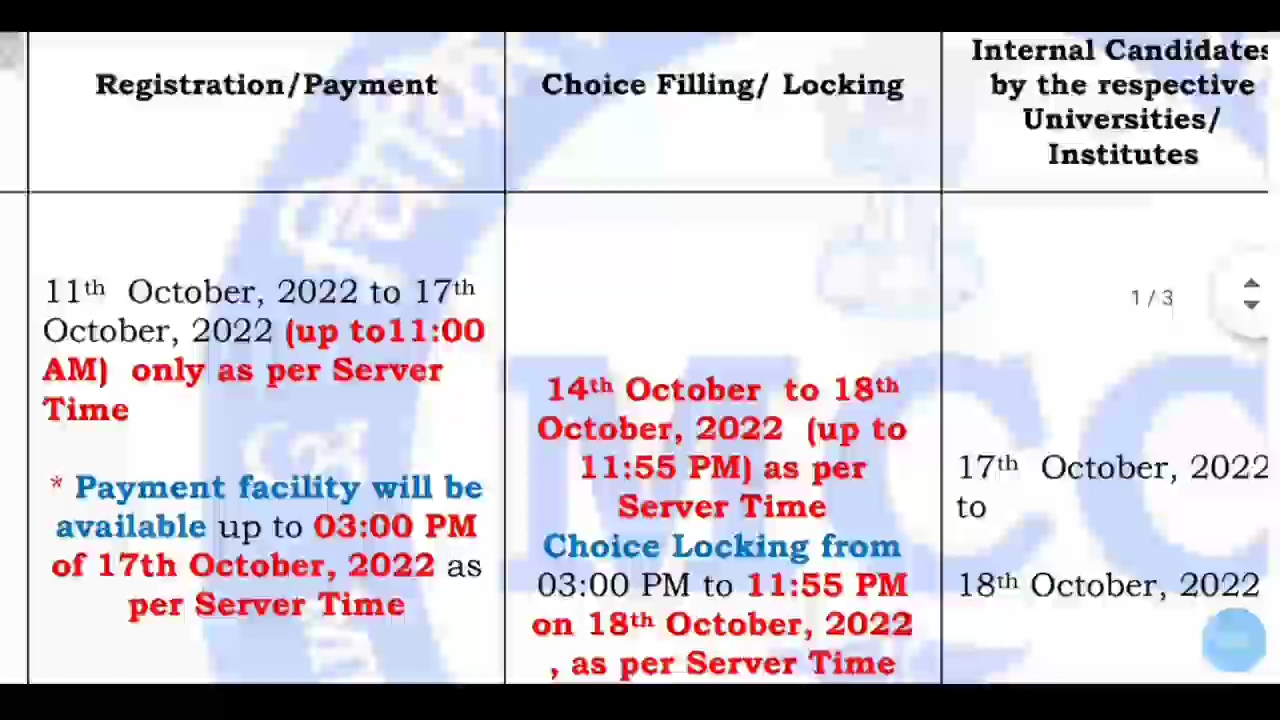 Registration/Payment
Choice Filling/ Locking
Internal Candidates
by the respective
Universities/
Institutes
11th October, 2022 to 17th
October, 2022 (up to11:00
AM) only as per Server
Time
* Payment facility will be
available up to 03:00 PM
of 17th October, 2022 as
per Server Time
14th October to 18th
October, 2022 (up to
11:55 PM) as per
Server Time
Choice Locking from
03:00 PM to 11:55 PM
on 18th October, 2022
, as per Server Time
1 / 3
17th October, 2022
to
18th October, 2022
MCC